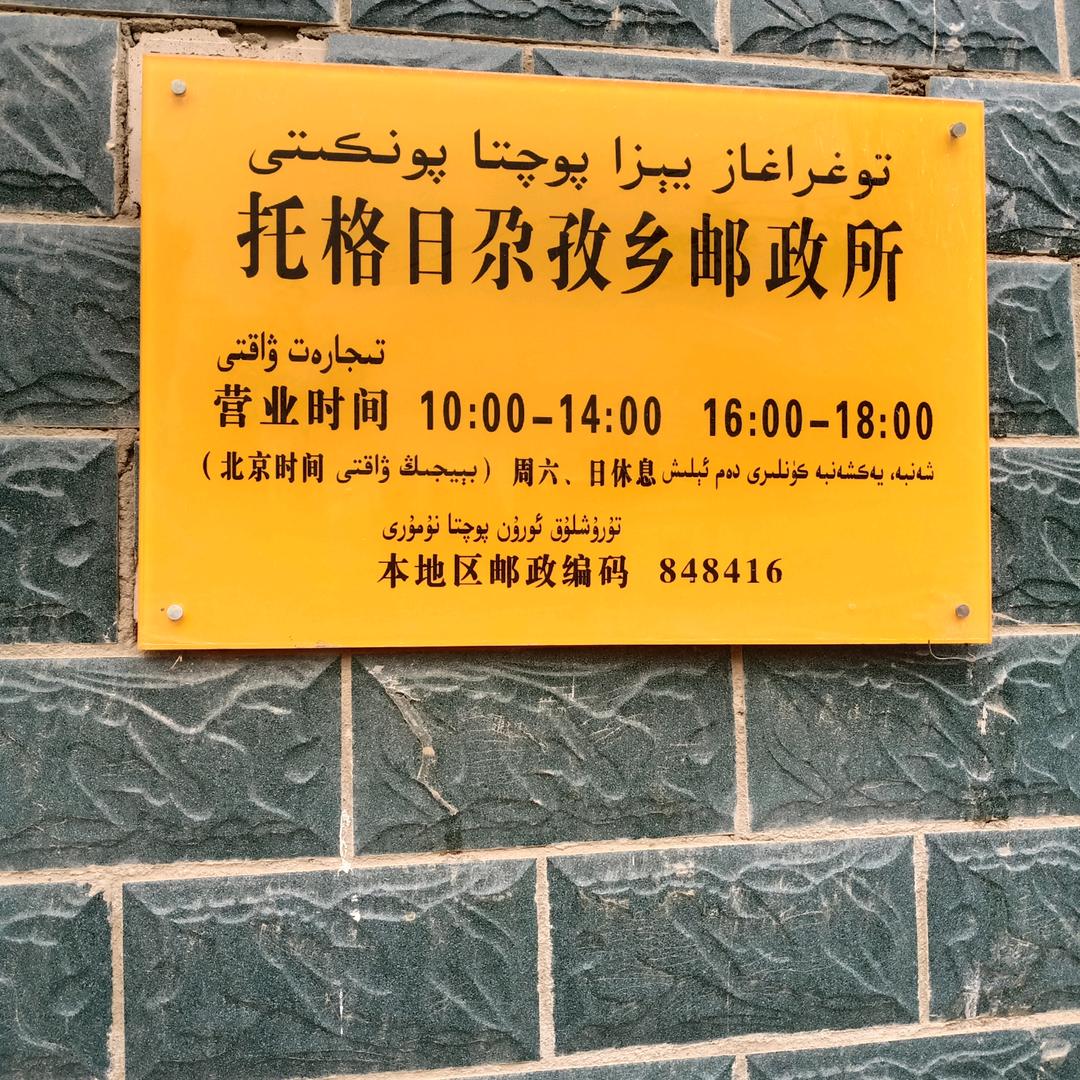 توغراغاز يېزا پوچتا پونكىتى
托格日尕孜乡邮政所
تىجارەت ۋاقتى
营业时间 10:00-14:00 16:00-18:00
(北京时间 بېيجىڭ ۋاقتى) 周六、日休息 شەنبە، يەكشەنبە كۈنلىرى دەم ئېلىش
تۇرۇشلۇق ئورۇن پوچتا نۇمۇرى
本地区邮政编码 848416